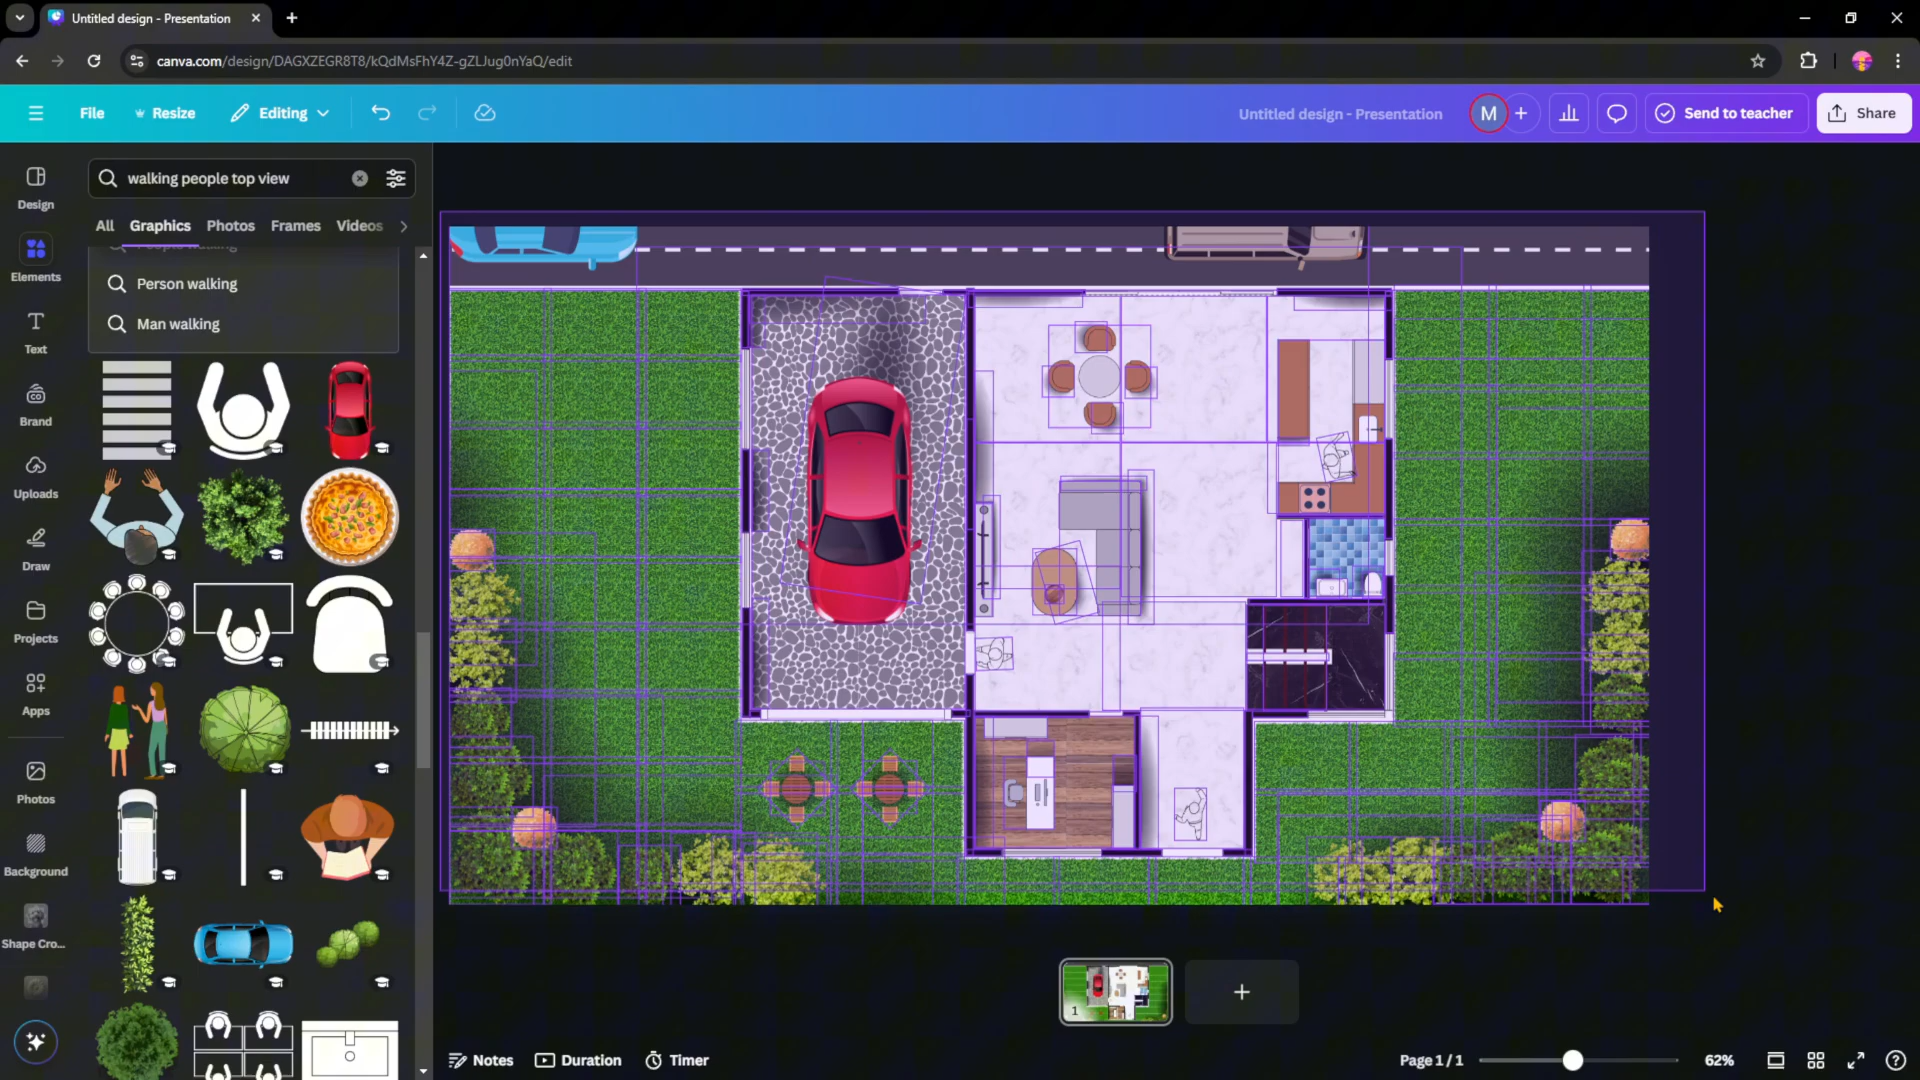 Untitled design - Presentation
canva.com/design/DAGXZEGR8T8/kQdMsFhY4Z-gZLJug0nYaQ/edit
File
Resize
Editing
Untitled design - Presentation
M
Send to teacher
Share
Design
Elements
Text
Brand
Uploads
Draw
Projects
Apps
Photos
Background
Shape Cro...
walking people top view
All
Graphics
Photos
Frames
Videos
People walking
Person walking
Man walking
1
Notes
Duration
Timer
Page 1 / 1
62%